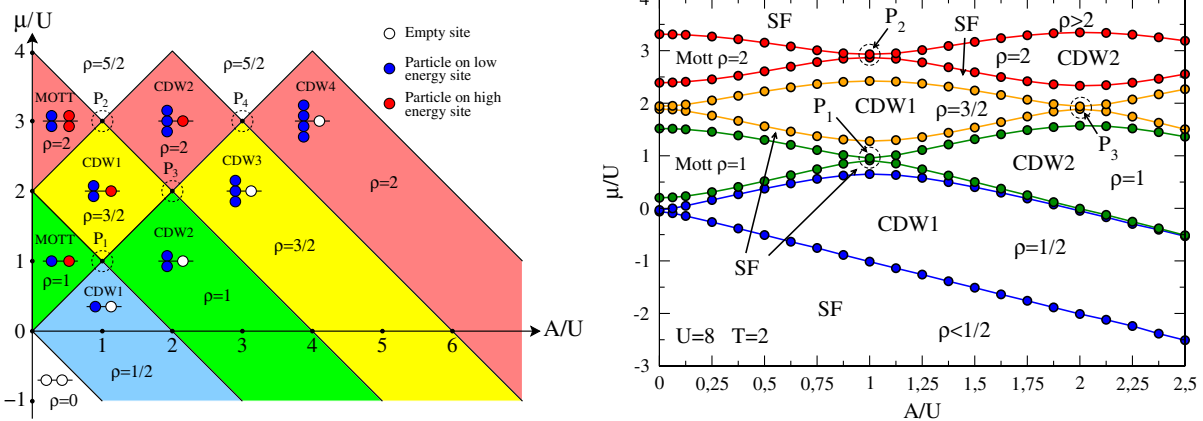 μ/U
4
3
2
1
0
−1
1
2
3
4
5
6
A/U
ρ=5/2
ρ=5/2
MOTT
ρ=2
P2
CDW2
ρ=2
P4
CDW4
CDW1
ρ=3/2
P3
CDW3
ρ=2
MOTT
ρ=1
P1
CDW2
ρ=3/2
CDW1
ρ=1
ρ=1/2
ρ=0
Empty site
Particle on low
energy site
Particle on high
energy site
μ/U
3
2
1
0
-1
-2
-3
SF
P2
SF
ρ>2
Mott ρ=2
ρ=2
CDW2
CDW1
ρ=3/2
P1
P3
Mott ρ=1
CDW2
ρ=1
CDW1
SF
ρ=1/2
SF
U=8 T=2
ρ<1/2
0
0,25
0,5
0,75
1
1,25
1,5
1,75
2
2,25
2,5
A/U